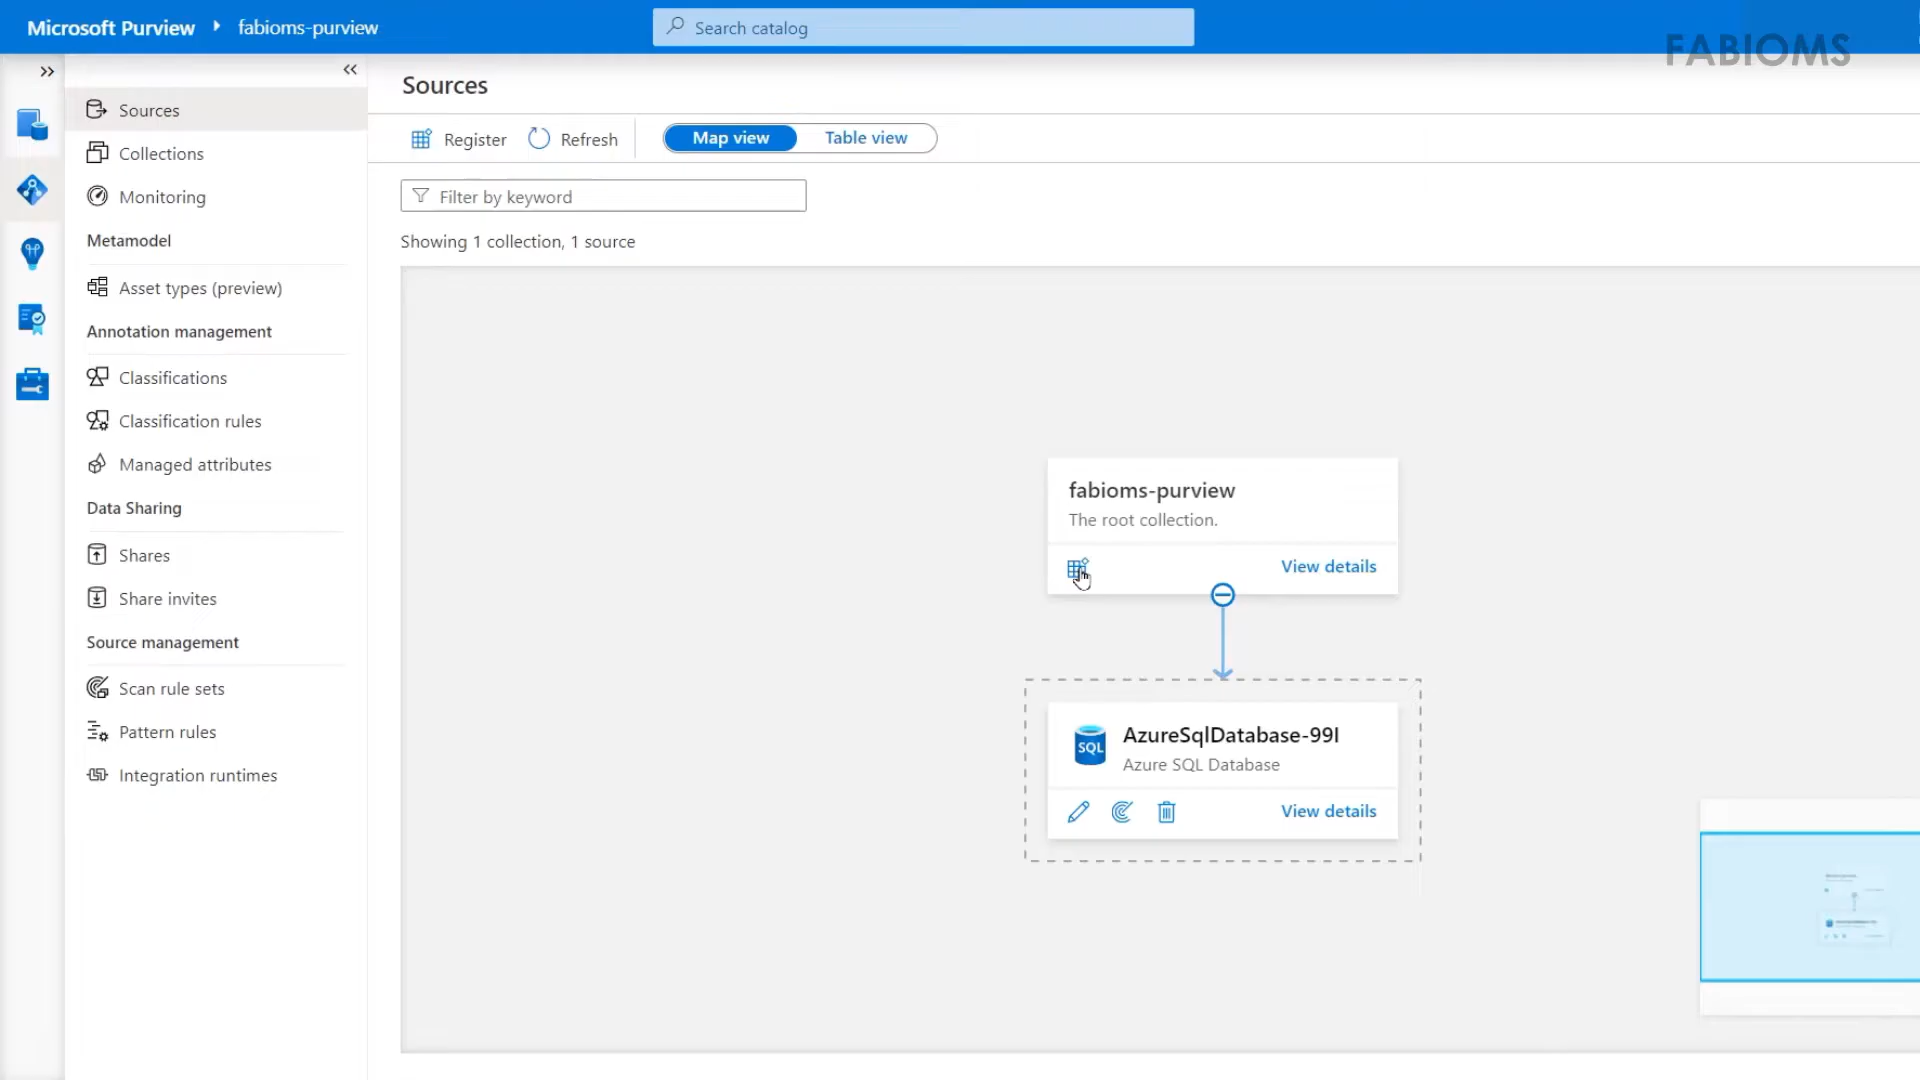 Microsoft Purview fabioms-purview
Search catalog
FABIOMS
Sources
Collections
Monitoring
Metamodel
Asset types (preview)
Annotation management
Classifications
Classification rules
Managed attributes
Data Sharing
Shares
Share invites
Source management
Scan rule sets
Pattern rules
Integration runtimes
Sources
Register Refresh Map view Table view
Filter by keyword
Showing 1 collection, 1 source
fabioms-purview
The root collection.
View details
SQL
AzureSqlDatabase-99I
Azure SQL Database
View details